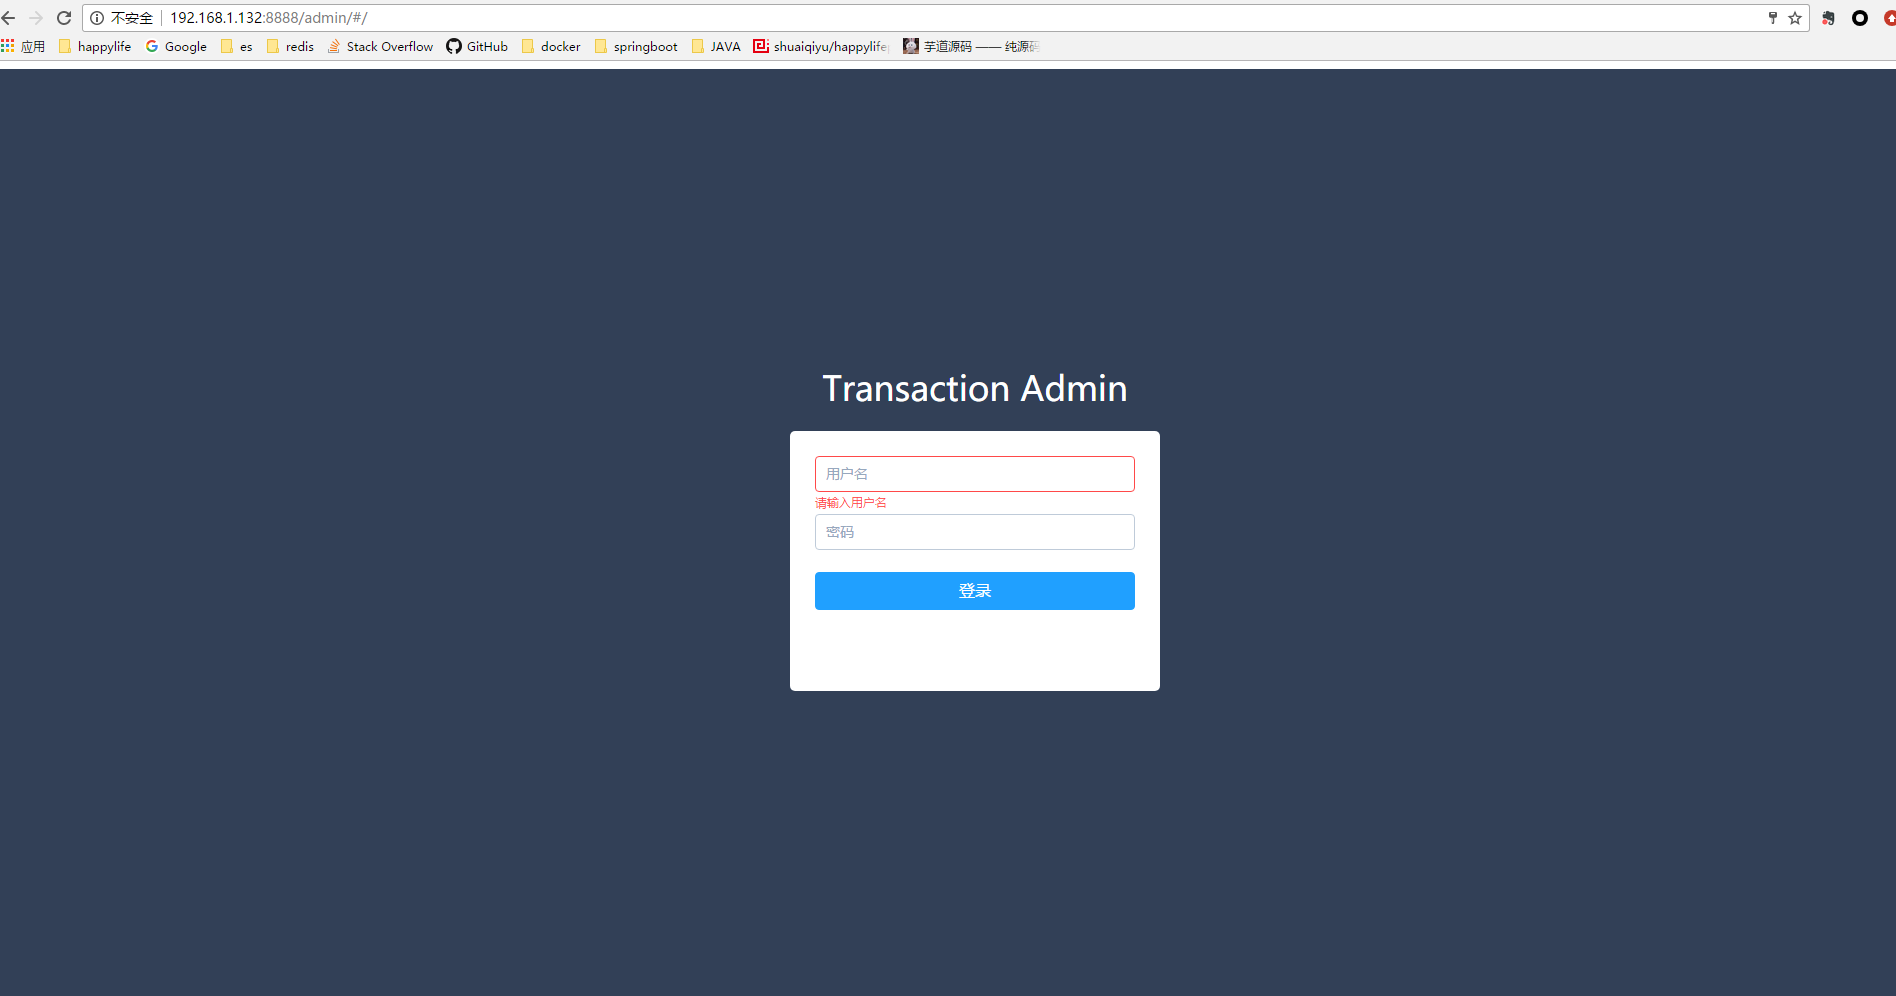 不安全 192.168.1.132:8888/admin/#/
应用 happylife Google es redis Stack Overflow GitHub docker springboot JAVA shuaiqiyu/happylife 芋道源码 —— 纯源码
Transaction Admin
用户名
请输入用户名
密码
登录